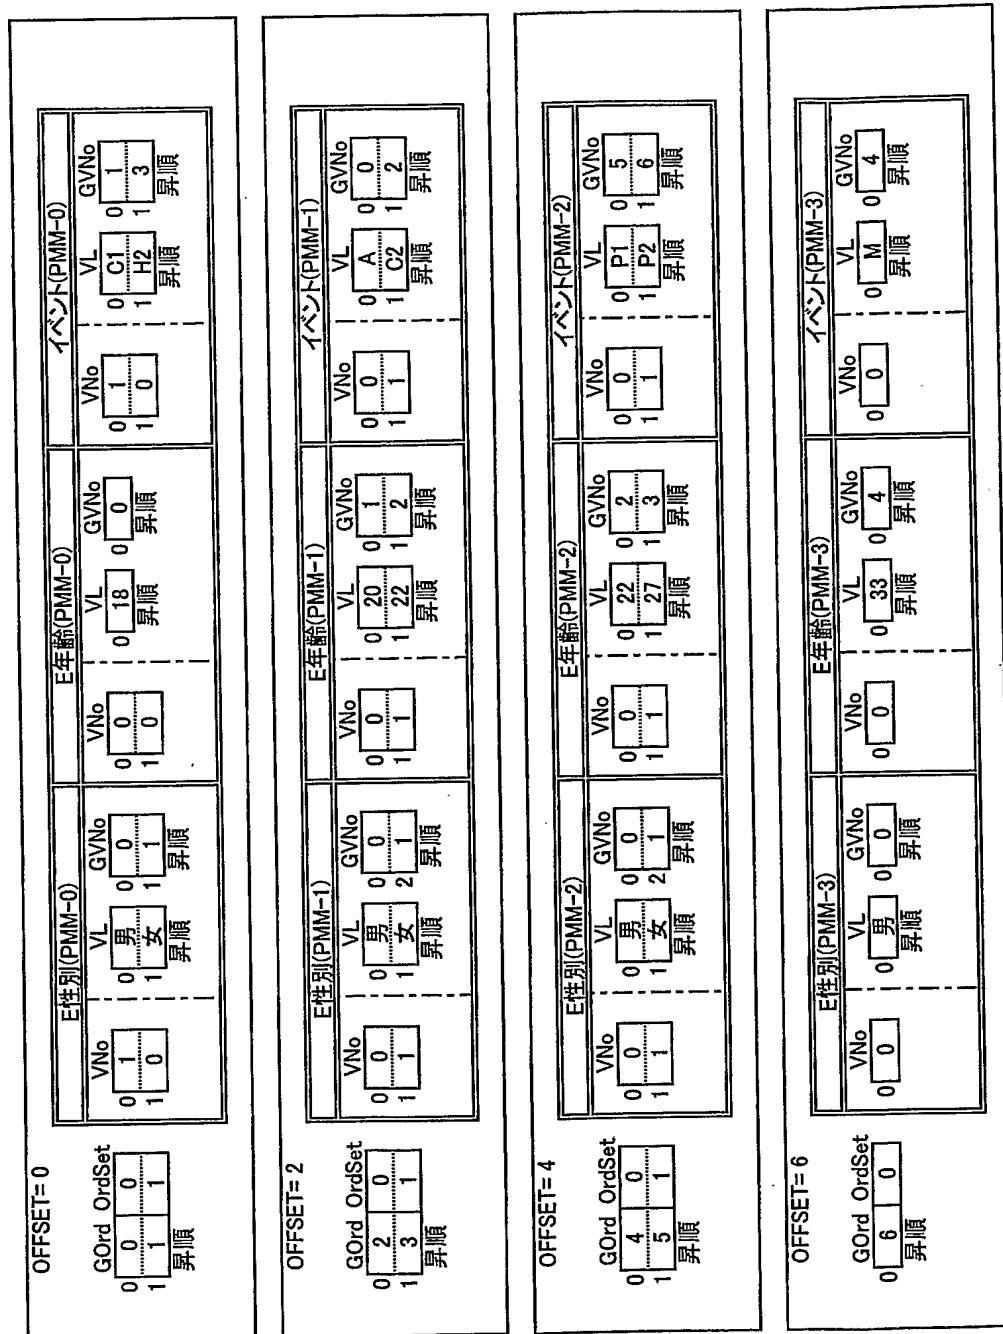 OFFSET= 0
E性別(PMM-0) E年齢(PMM-0) イベント(PMM-0)
GOrd OrdSet VNo VL GVNo VNo VL GVNo VNo VL GVNo
0 0 0 0 1 0 男 0 0 0 0 0 18 0 0 0 1 0 C1 0 1
1 1 1 1 0 1 女 1 1 1 0 昇順 昇順 1 0 1 H2 1 3
昇順 昇順 昇順 昇順 昇順
OFFSET= 2
E性別(PMM-1) E年齢(PMM-1) イベント(PMM-1)
GOrd OrdSet VNo VL GVNo VNo VL GVNo VNo VL GVNo
0 2 0 0 0 0 男 0 0 0 0 0 20 0 1 0 0 0 A 0 0
1 3 1 1 1 1 女 2 1 1 1 1 22 1 2 1 1 1 C2 1 2
昇順 昇順 昇順 昇順 昇順 昇順 昇順
OFFSET= 4
E性別(PMM-2) E年齢(PMM-2) イベント(PMM-2)
GOrd OrdSet VNo VL GVNo VNo VL GVNo VNo VL GVNo
0 4 0 0 0 0 男 0 0 0 0 0 22 0 2 0 0 0 P1 0 5
1 5 1 1 1 1 女 2 1 1 1 1 27 1 3 1 1 1 P2 1 6
昇順 昇順 昇順 昇順 昇順 昇順 昇順
OFFSET= 6
E性別(PMM-3) E年齢(PMM-3) イベント(PMM-3)
GOrd OrdSet VNo VL GVNo VNo VL GVNo VNo VL GVNo
0 6 0 0 0 0 男 0 0 0 0 0 33 0 4 0 0 0 M 0 4
昇順 昇順 昇順 昇順 昇順 昇順 昇順